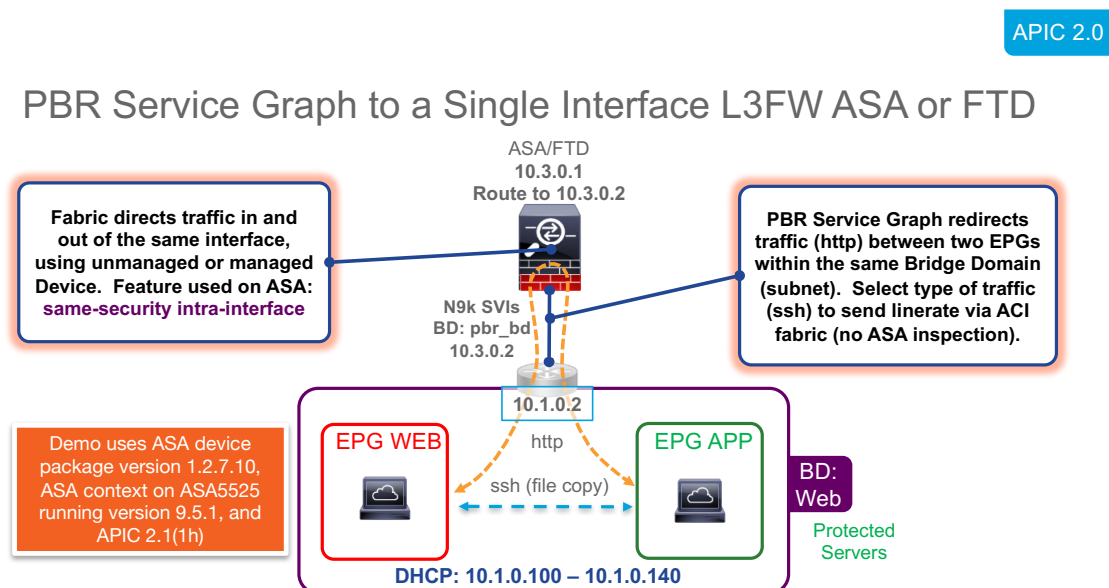 APIC 2.0
PBR Service Graph to a Single Interface L3FW ASA or FTD
ASA/FTD
10.3.0.1
Route to 10.3.0.2
Fabric directs traffic in and
out of the same interface,
using unmanaged or managed
Device. Feature used on ASA:
same-security intra-interface
PBR Service Graph redirects
traffic (http) between two EPGs
within the same Bridge Domain
(subnet). Select type of traffic
(ssh) to send linerate via ACI
fabric (no ASA inspection).
N9k SVIs
BD: pbr_bd
10.3.0.2
10.1.0.2
EPG WEB
http
EPG APP
ssh (file copy)
BD:
Web
Protected
Servers
Demo uses ASA device
package version 1.2.7.10,
ASA context on ASA5525
running version 9.5.1, and
APIC 2.1(1h)
DHCP: 10.1.0.100 – 10.1.0.140